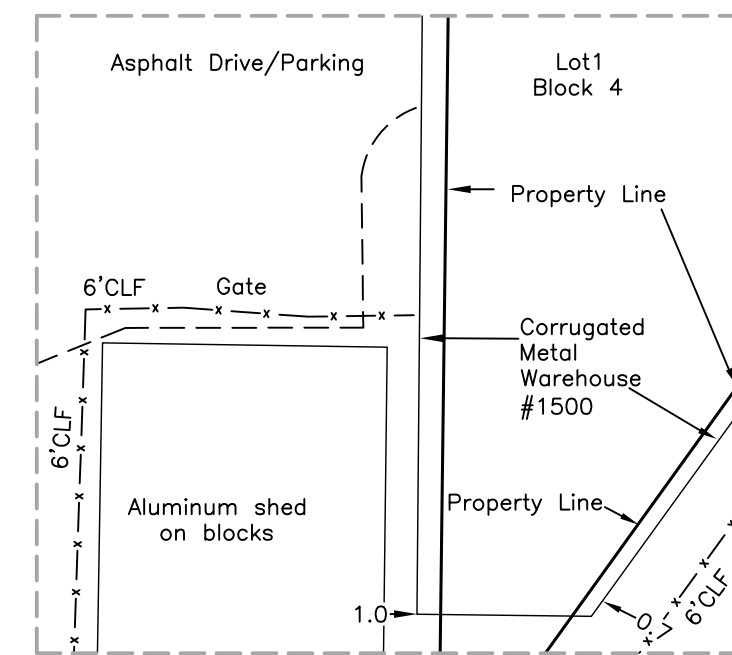 Asphalt Drive/Parking
Lot1
Block 4
Property Line
6'CLF
Gate
Corrugated
Metal
Warehouse
#1500
6'CLF
Property Line
Aluminum shed
on blocks
6'CLF
1.0